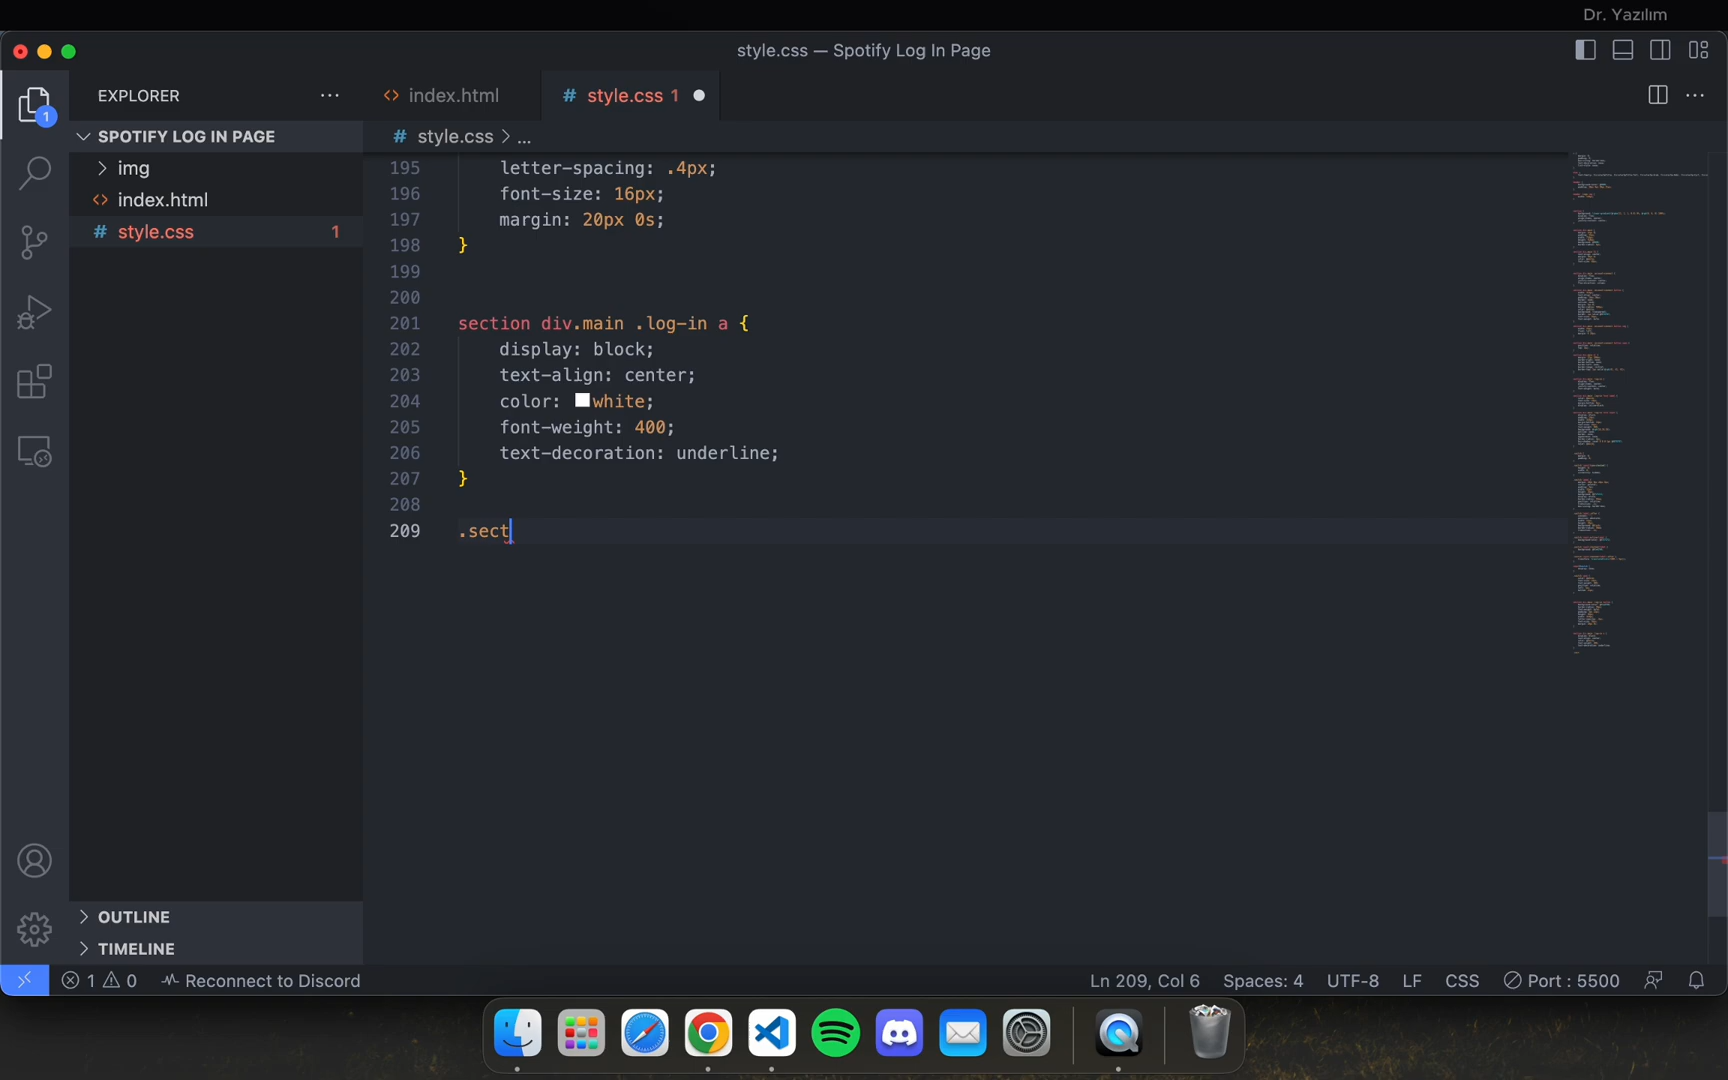 Dr. Yazılım
style.css — Spotify Log In Page
EXPLORER
index.html
# style.css 1
1
SPOTIFY LOG IN PAGE
# style.css > ...
img
index.html
# style.css 1
195 letter-spacing: .4px;
196 font-size: 16px;
197 margin: 20px 0s;
198 }
199
200
201 section div.main .log-in a {
202 display: block;
203 text-align: center;
204 color: white;
205 font-weight: 400;
206 text-decoration: underline;
207 }
208
209 .sect
OUTLINE
TIMELINE
1 0 Reconnect to Discord Ln 209, Col 6 Spaces: 4 UTF-8 LF CSS Port : 5500